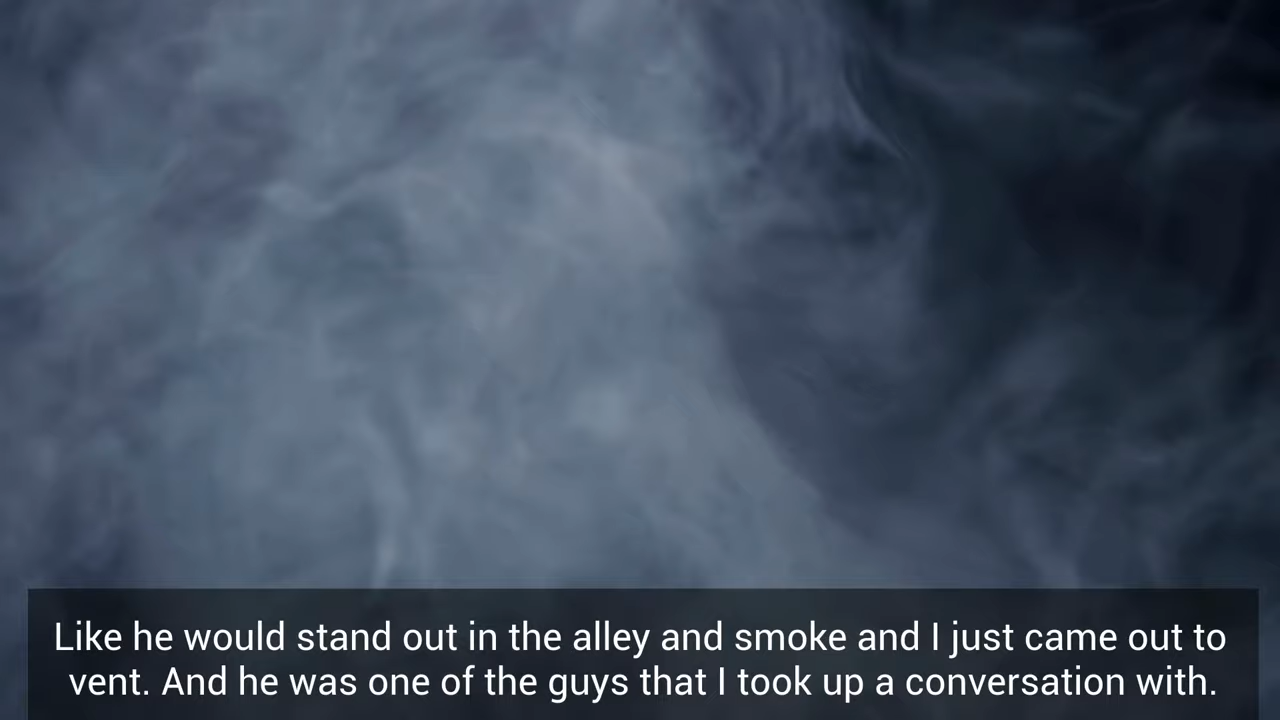 Like he would stand out in the alley and smoke and I just came out to
vent. And he was one of the guys that I took up a conversation with.